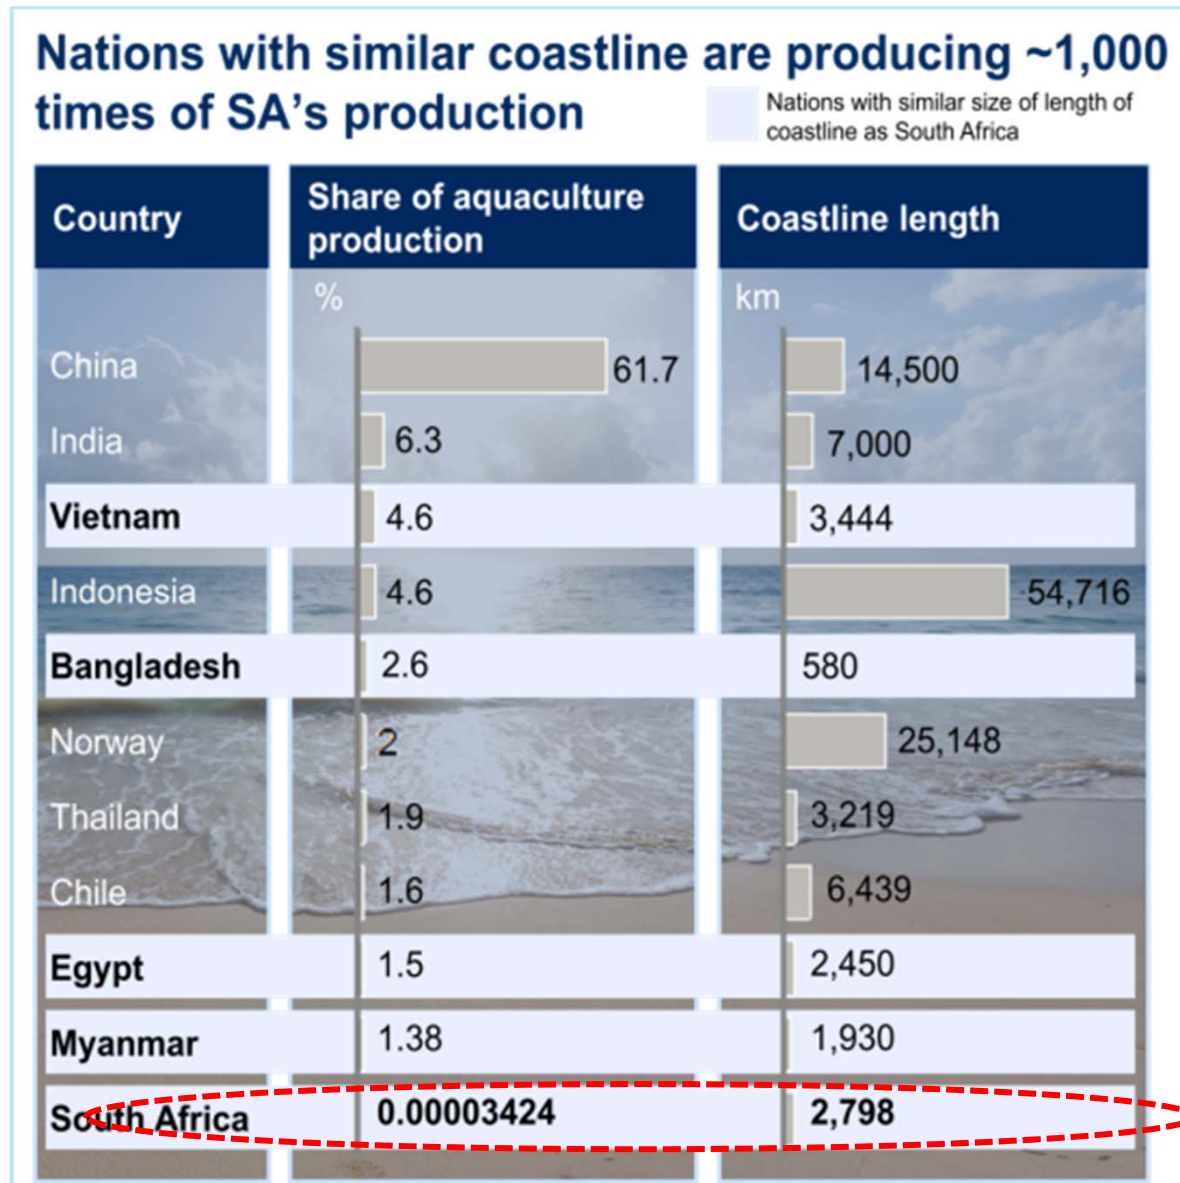 Nations with similar coastline are producing ~1,000
times of SA's production
Nations with similar size of length of
coastline as South Africa
Country
Share of aquaculture
production
Coastline length
%
km
China 61.7 14,500
India 6.3 7,000
Vietnam 4.6 3,444
Indonesia 4.6 54,716
Bangladesh 2.6 580
Norway 2 25,148
Thailand 1.9 3,219
Chile 1.6 6,439
Egypt 1.5 2,450
Myanmar 1.38 1,930
South Africa 0.00003424 2,798